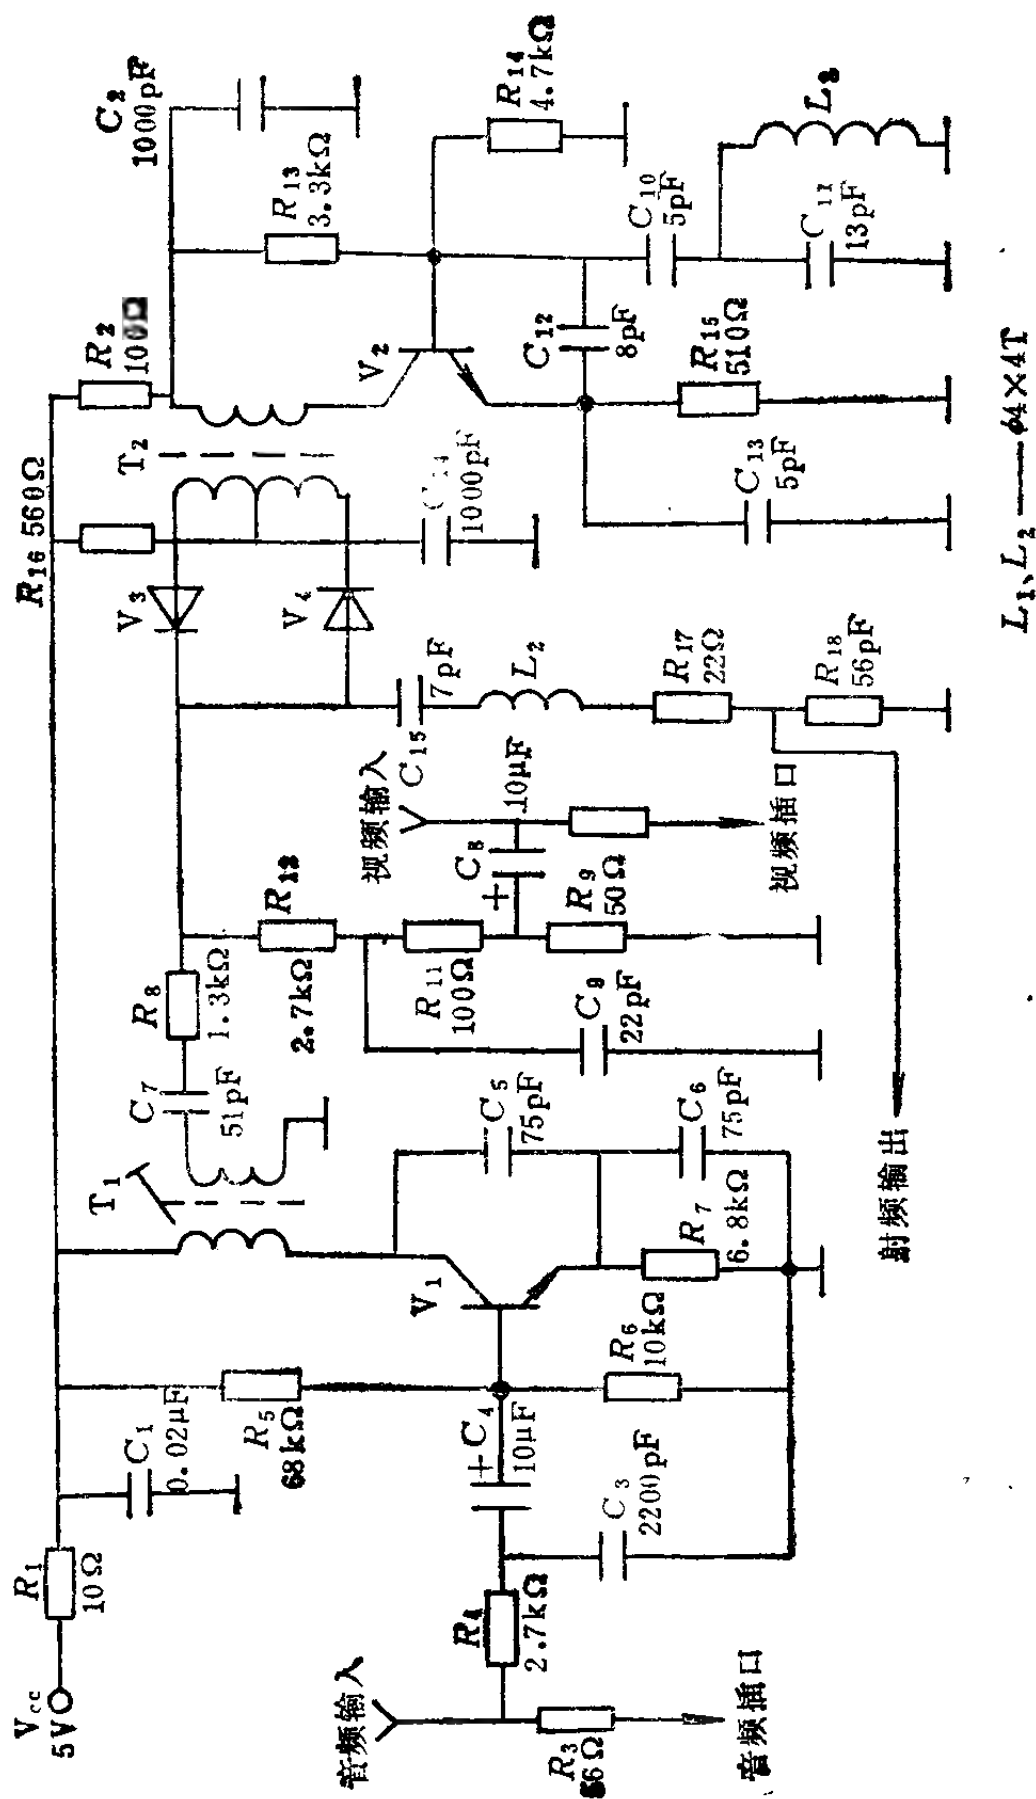 Vcc
5V
R1
10Ω
C1
0.02μF
R5
68kΩ
音频输入
R3
56Ω
音频插口
R4
2.7kΩ
+
C4
10μF
C3
2200pF
R6
10kΩ
V1
R7
6.8kΩ
C5
75pF
C6
75pF
T1
C7
51pF
R8
1.3kΩ
R12
2.7kΩ
R11
100Ω
C9
22pF
+
C8
10μF
R9
50Ω
视频输入
视频插口
射频输出
C15
7pF
L2
R17
22Ω
R18
56pF
V3
V4
R16 560Ω
T2
C14
1000pF
R2
100Ω
V2
C12
8pF
C13
5pF
R15
510Ω
C2
1000pF
R13
3.3kΩ
R14
4.7kΩ
C10
5pF
C11
13pF
L1、L2——ϕ4×4T